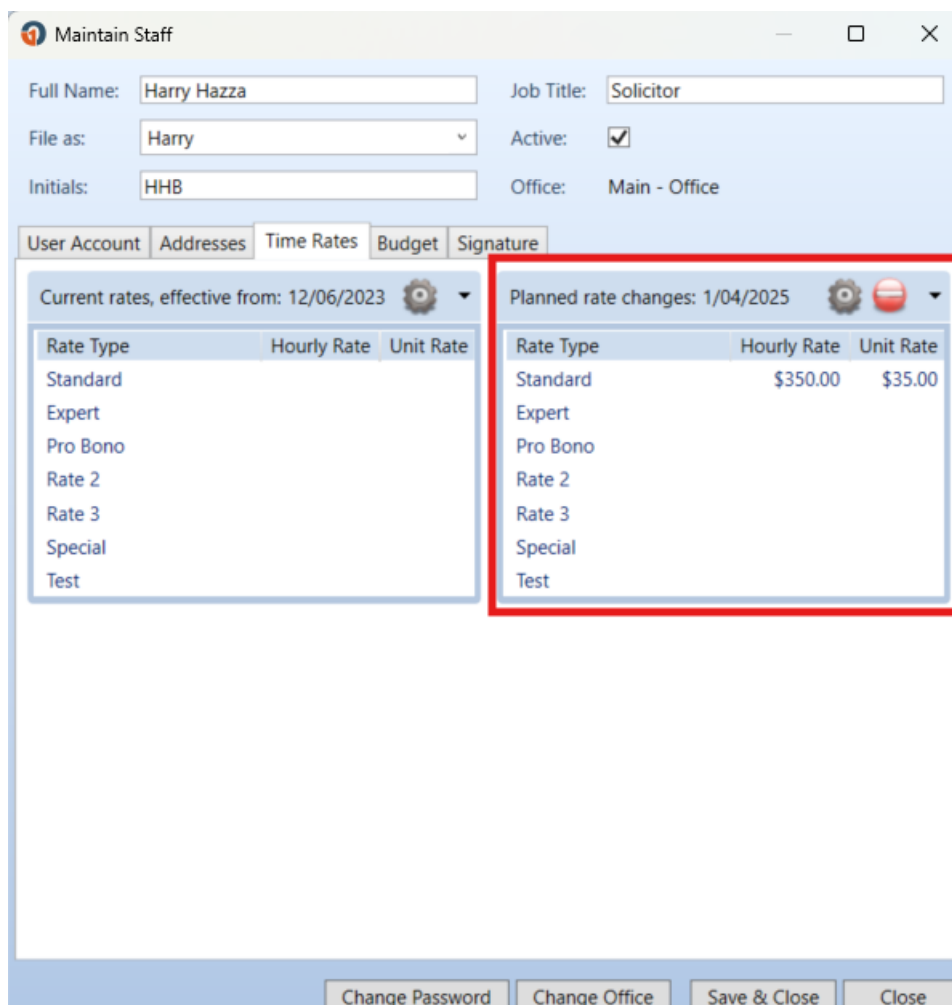 Maintain Staff
Full Name: Harry Hazza Job Title: Solicitor
File as: Harry Active:
Initials: HHB Office: Main - Office
User Account Addresses Time Rates Budget Signature
Current rates, effective from: 12/06/2023
Rate Type Hourly Rate Unit Rate
Standard
Expert
Pro Bono
Rate 2
Rate 3
Special
Test
Planned rate changes: 1/04/2025
Rate Type Hourly Rate Unit Rate
Standard $350.00 $35.00
Expert
Pro Bono
Rate 2
Rate 3
Special
Test
Change Password Change Office Save & Close Close